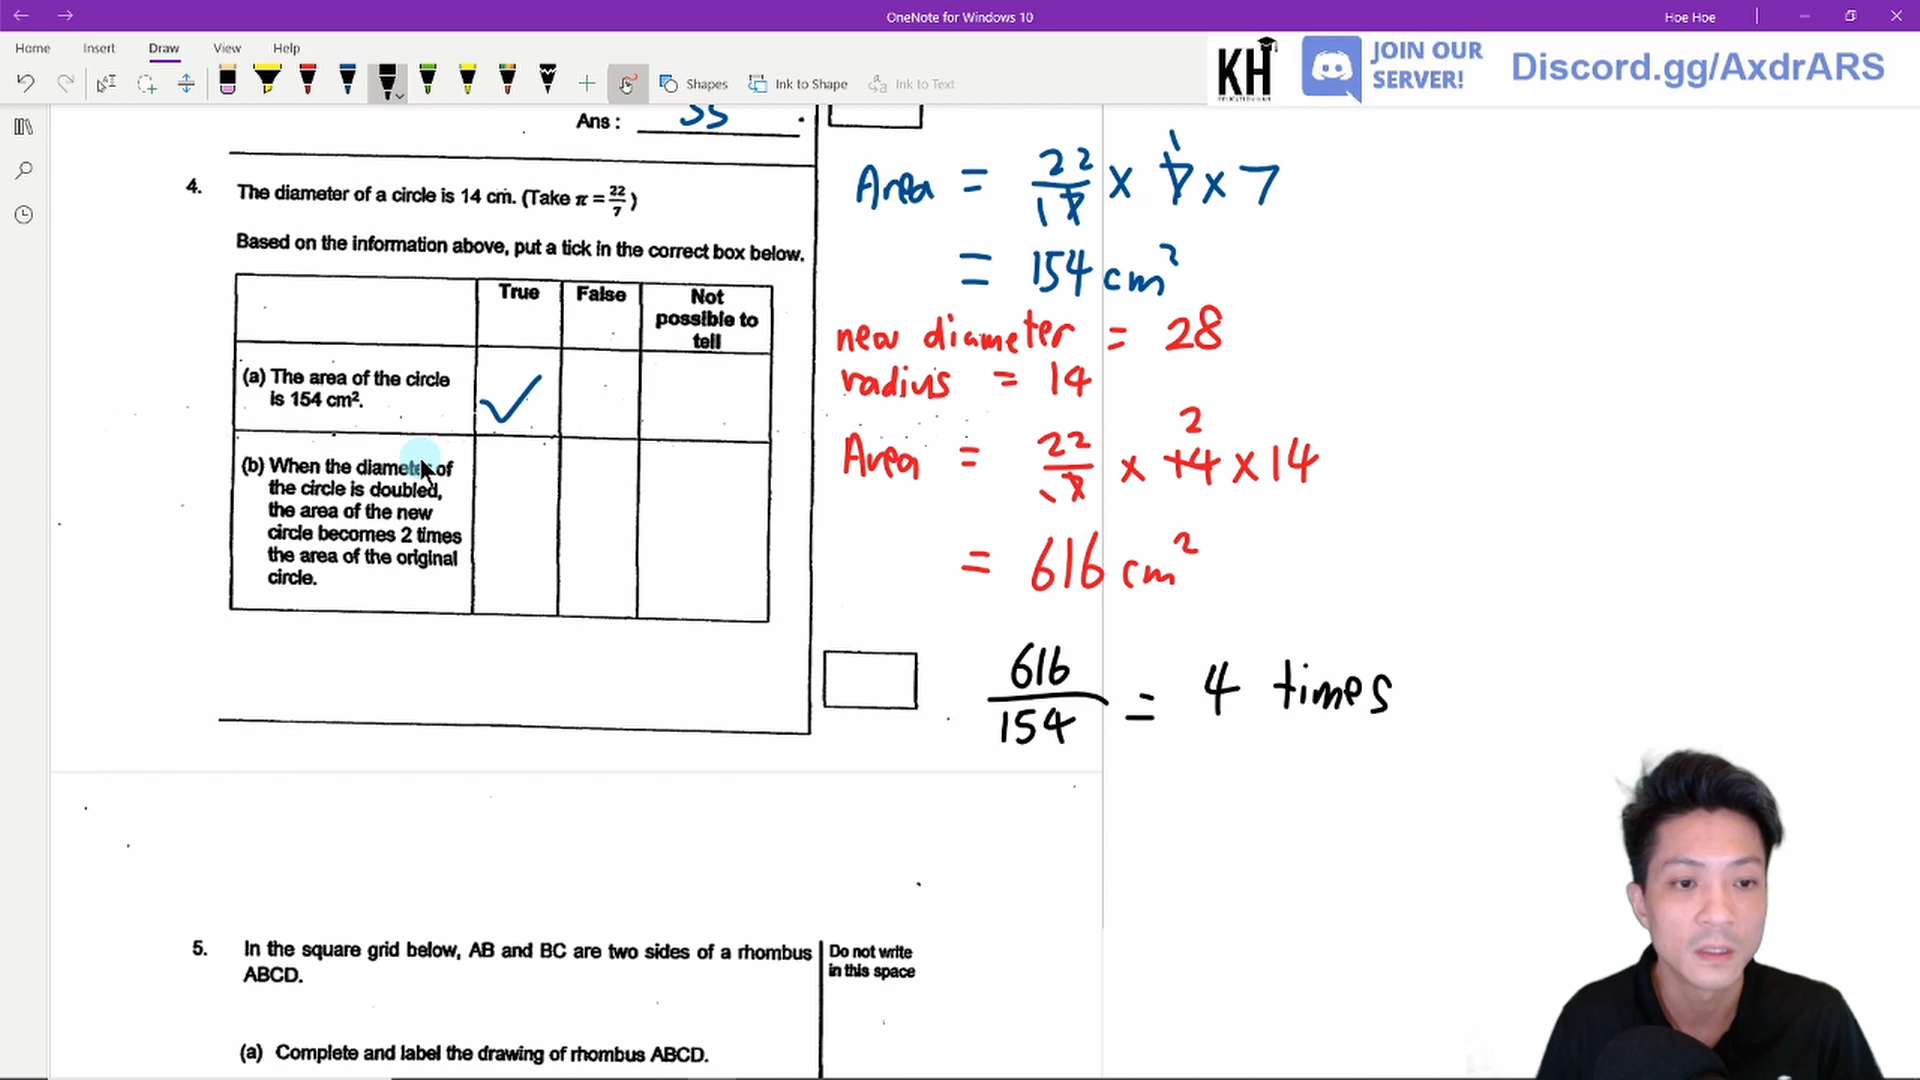 OneNote for Windows 10
Hoe Hoe
Home Insert Draw View Help
Shapes Ink to Shape Ink to Text
KH
JOIN OUR
SERVER!
Discord.gg/AxdrARS
Ans :
4. The diameter of a circle is 14 cm. (Take π = 22/7)
Based on the information above, put a tick in the correct box below.
True False Not possible to tell
(a) The area of the circle
is 154 cm².
(b) When the diameter of
the circle is doubled,
the area of the new
circle becomes 2 times
the area of the original
circle.
Area = 22/7 x 7 x 7
= 154 cm²
new diameter = 28
radius = 14
Area = 22/7 x 14 x 14
= 616 cm²
616/154 = 4 times
5. In the square grid below, AB and BC are two sides of a rhombus
ABCD.
Do not write
in this space
(a) Complete and label the drawing of rhombus ABCD.